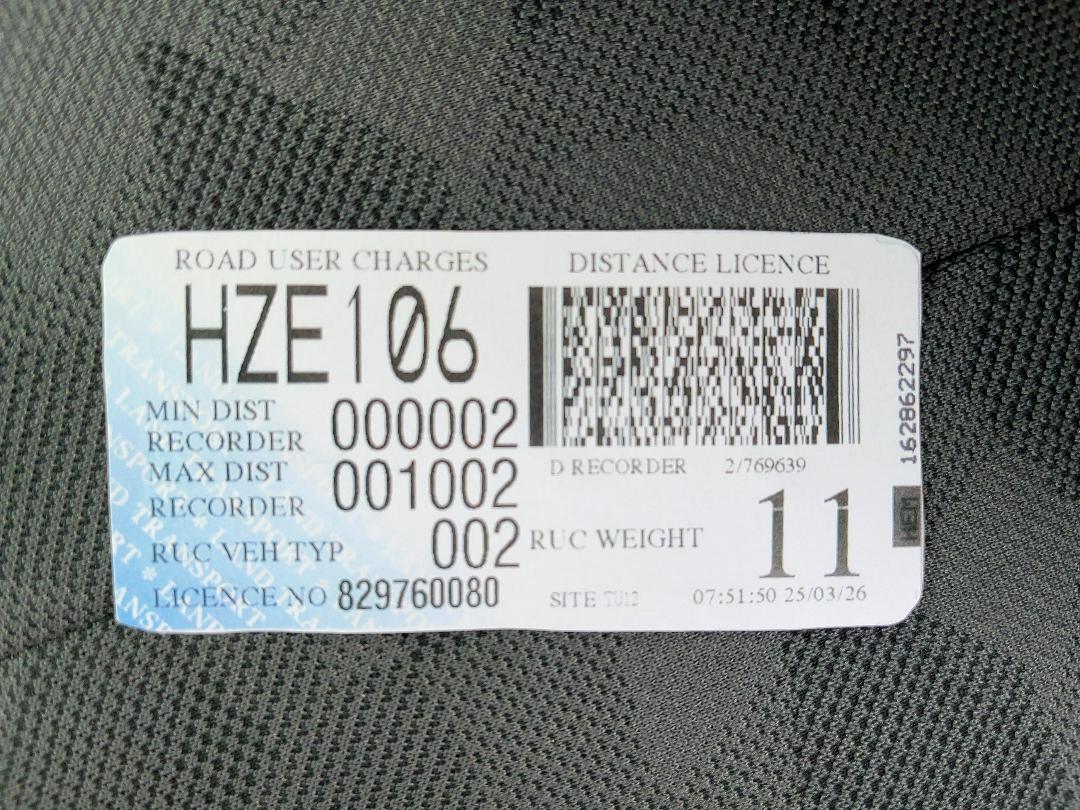 ROAD USER CHARGES
DISTANCE LICENCE
HZE106
MIN DIST
RECORDER 000002
MAX DIST
RECORDER 001002
RUC VEH TYP 002
LICENCE NO 829760080
D RECORDER 2/769639
RUC WEIGHT 11
SITE TU12 07:51:50 25/03/26
162862297